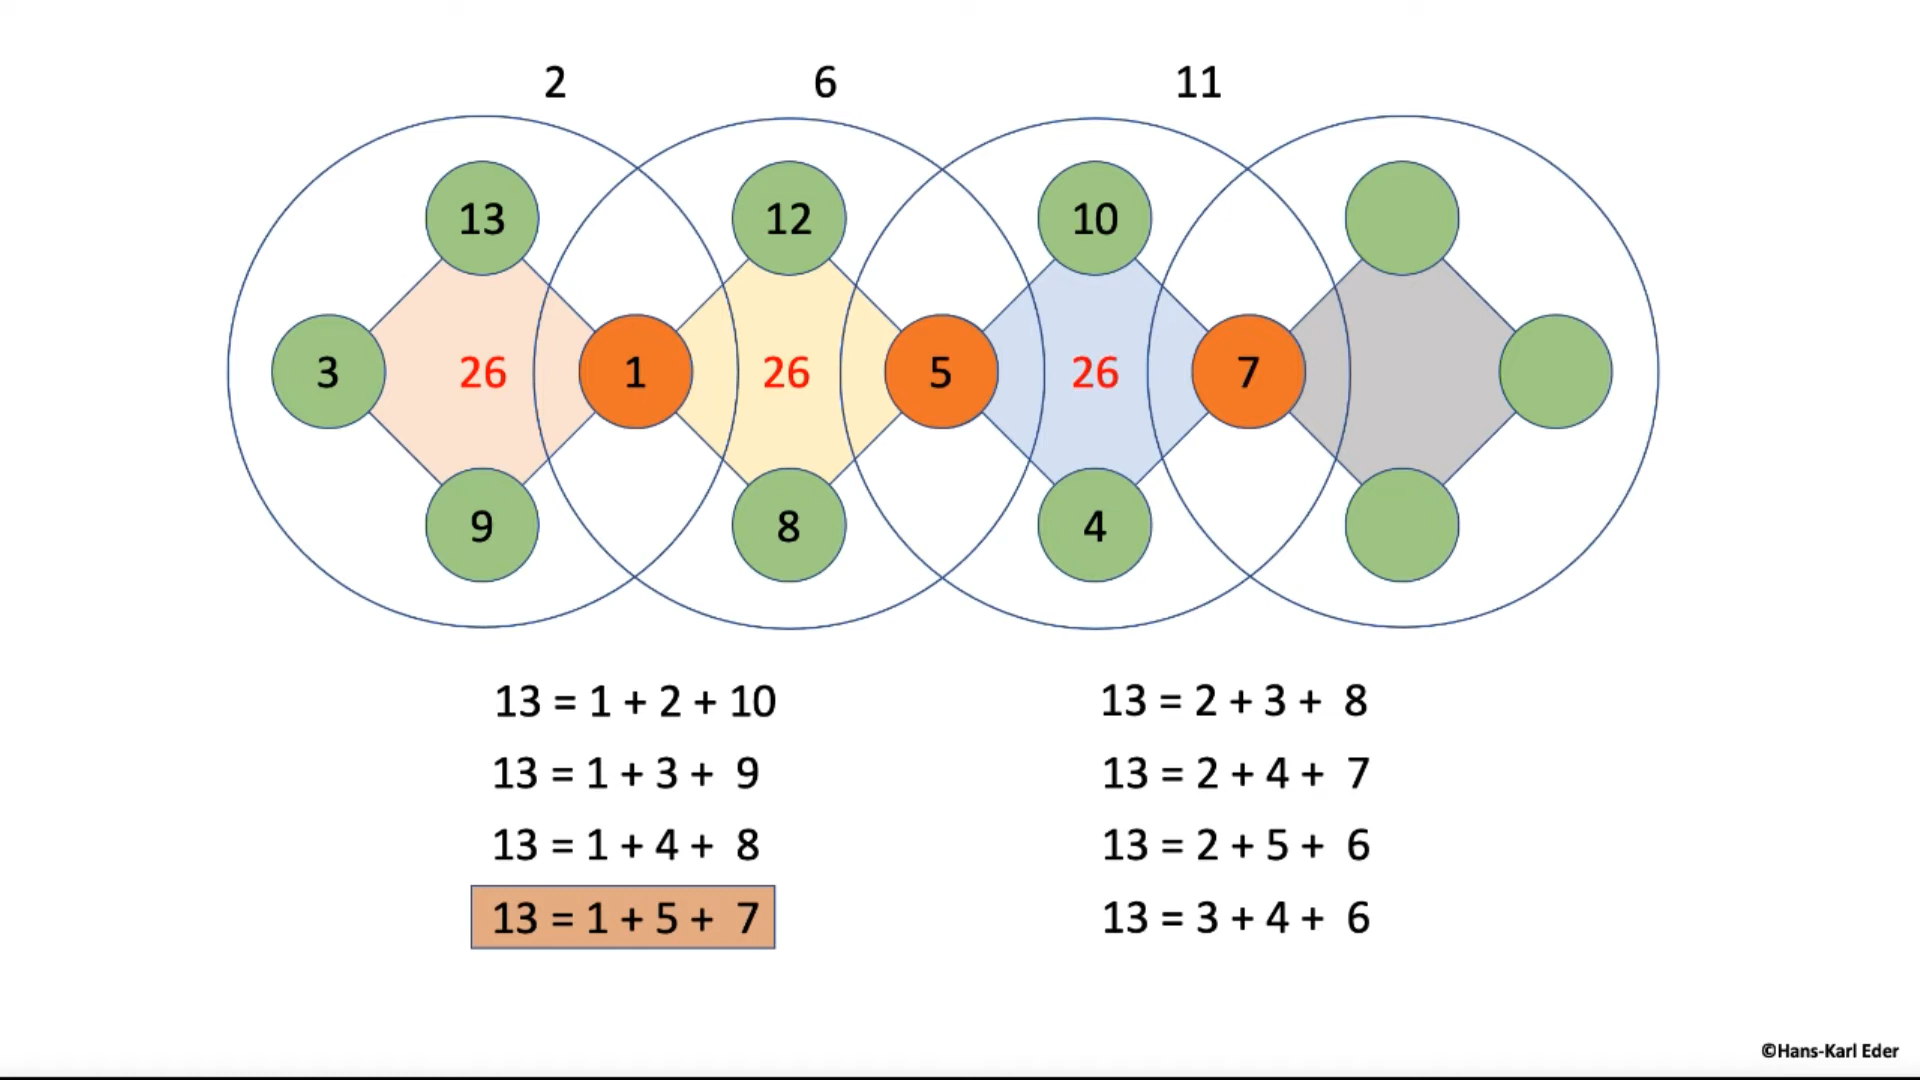 2 6 11
13 12 10
3 26 1 26 5 26 7
9 8 4
13 = 1 + 2 + 10
13 = 1 + 3 + 9
13 = 1 + 4 + 8
13 = 1 + 5 + 7
13 = 2 + 3 + 8
13 = 2 + 4 + 7
13 = 2 + 5 + 6
13 = 3 + 4 + 6
©Hans-Karl Eder